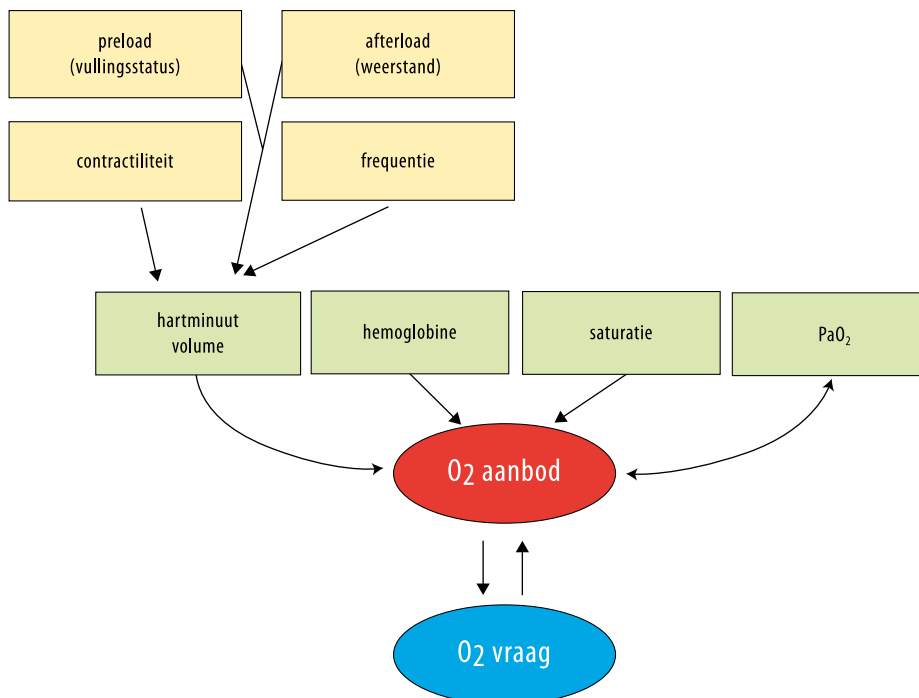 preload
(vullingsstatus)
afterload
(weerstand)
contractiliteit
frequentie
hartminuut
volume
hemoglobine
saturatie
PaO₂
O2 aanbod
O2 vraag